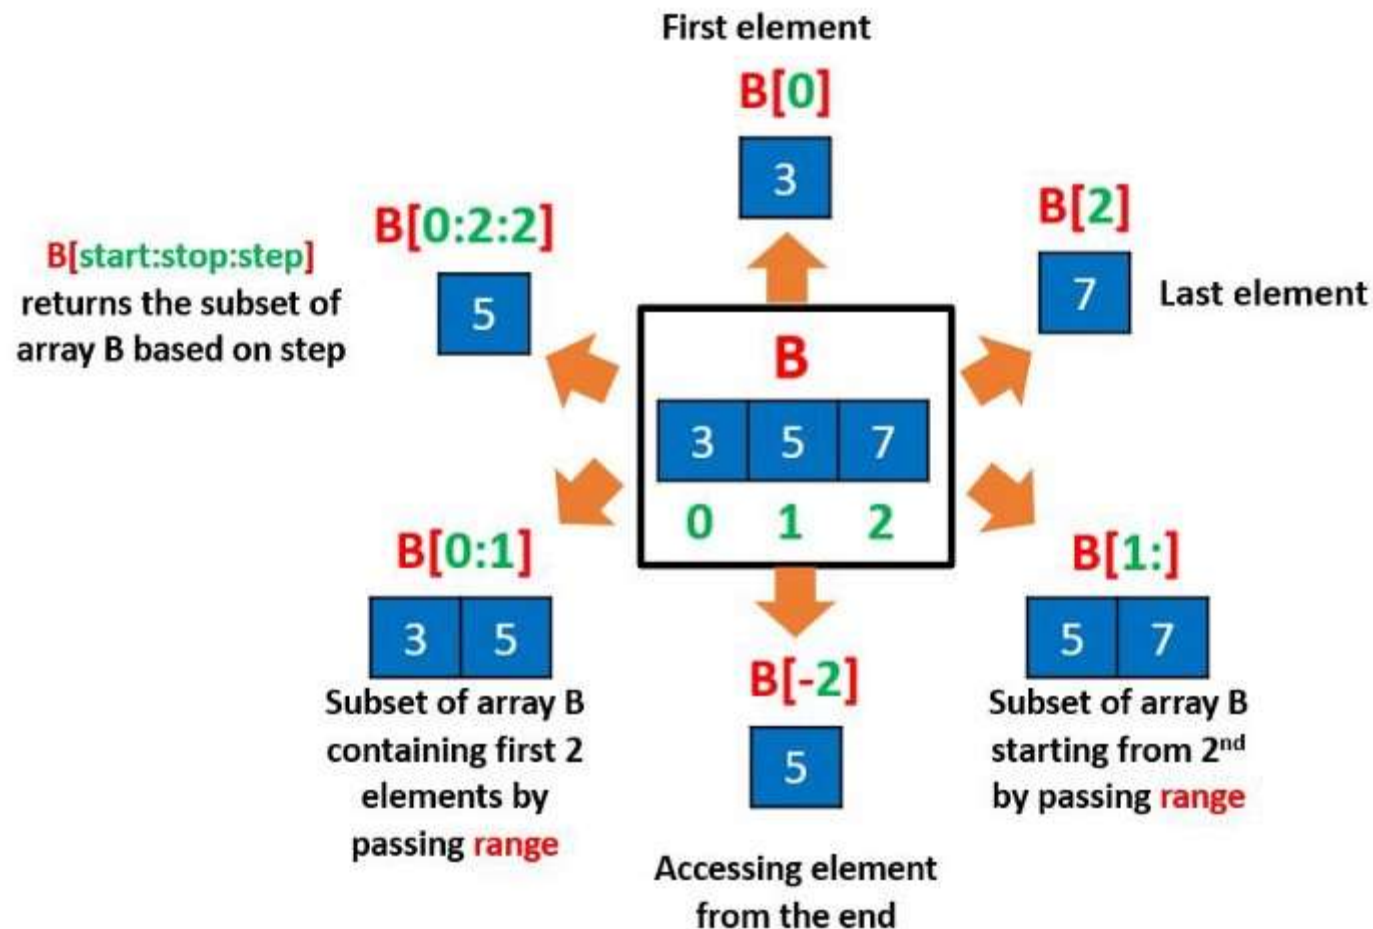 First element
B[0]
3
B[2]
7
Last element
B[0:2:2]
5
B[start:stop:step]
returns the subset of
array B based on step
B
3 5 7
0 1 2
B[0:1]
3 5
Subset of array B
containing first 2
elements by
passing range
B[-2]
5
Accessing element
from the end
B[1:]
5 7
Subset of array B
starting from 2nd
by passing range